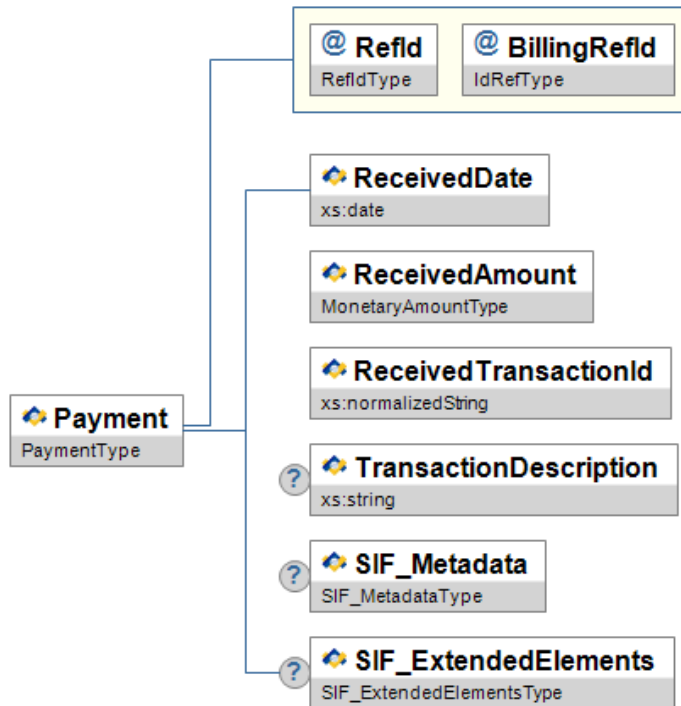 @ RefId
RefIdType
@ BillingRefId
IdRefType
ReceivedDate
xs:date
ReceivedAmount
MonetaryAmountType
ReceivedTransactionId
xs:normalizedString
Payment
PaymentType
? TransactionDescription
xs:string
? SIF_Metadata
SIF_MetadataType
? SIF_ExtendedElements
SIF_ExtendedElementsType